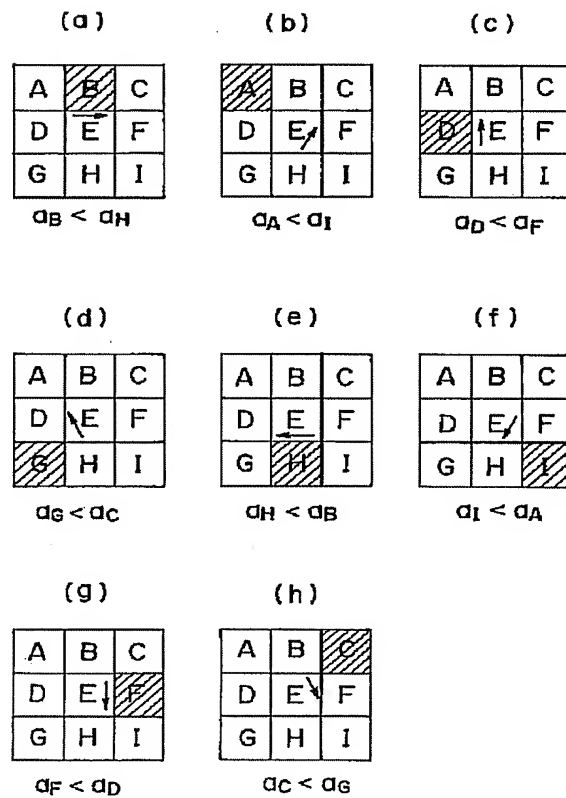 (a) (b) (c)
A B C A B C A B C
D E F D E F D E F
G H I G H I G H I
aB < aH aA < aI aD < aF
(d) (e) (f)
A B C A B C A B C
D E F D E F D E F
G H I G H I G H I
aG < aC aH < aB aI < aA
(g) (h)
A B C A B C
D E F D E F
G H I G H I
aF < aD aC < aG